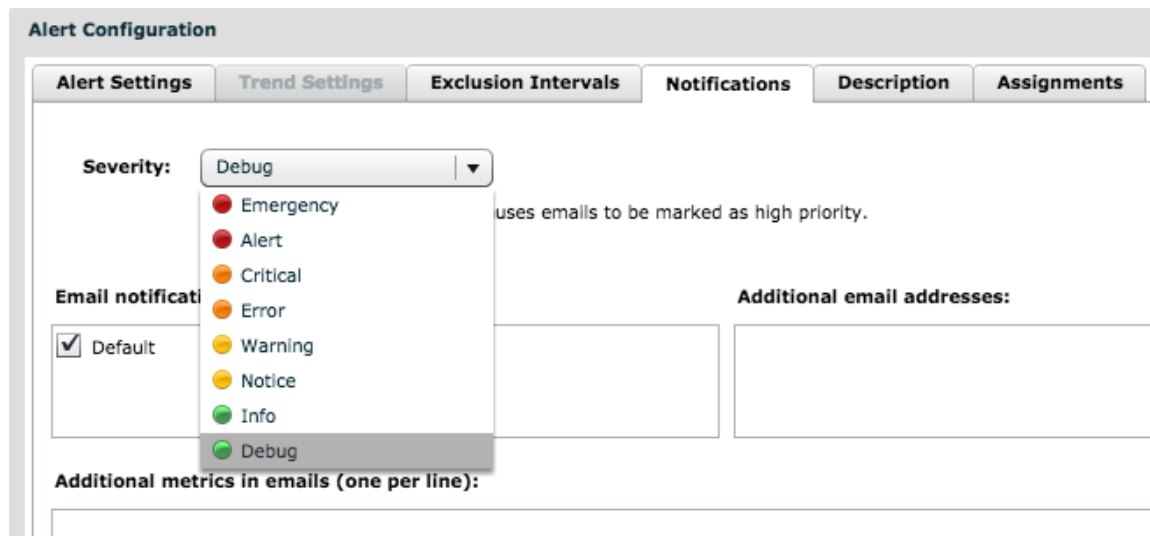 Alert Configuration
Alert Settings Trend Settings Exclusion Intervals Notifications Description Assignments
Severity: Debug
Emergency
uses emails to be marked as high priority.
Alert
Critical
Email notificati Additional email addresses:
Error
Default Warning
Notice
Info
Debug
Additional metrics in emails (one per line):